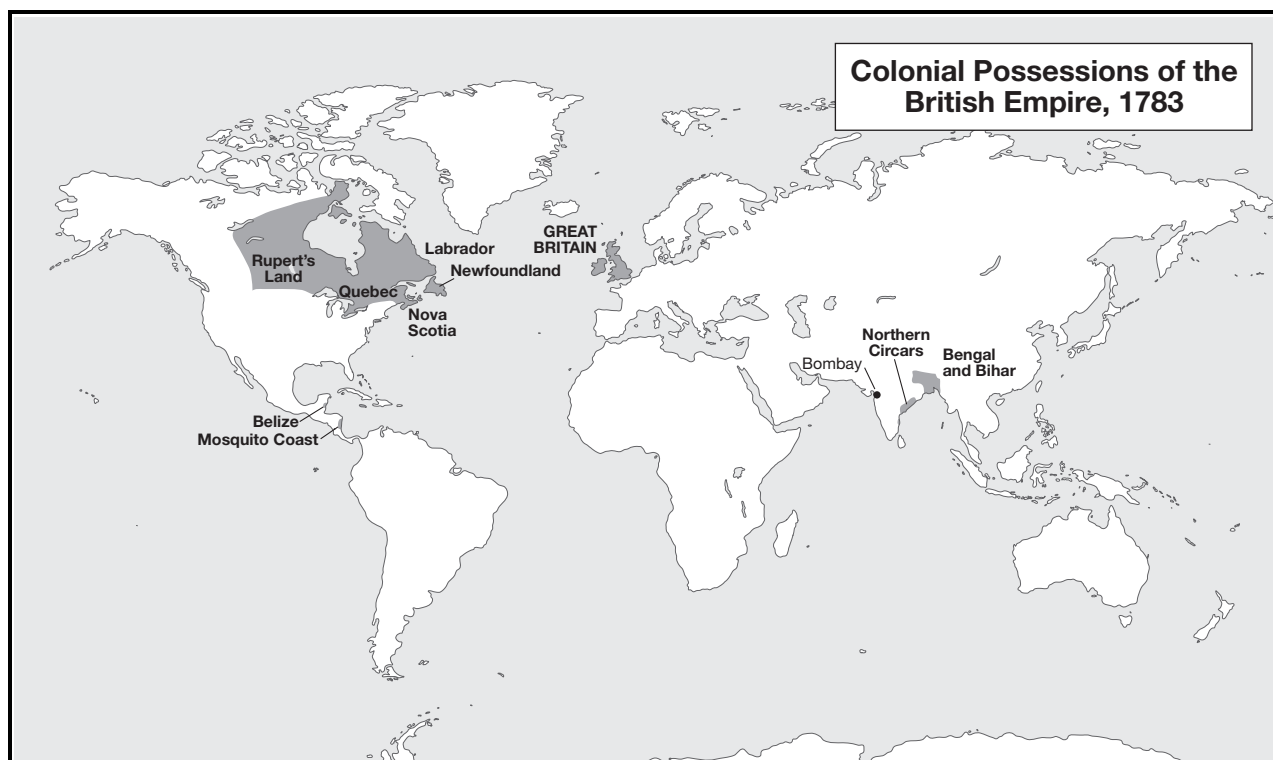 Colonial Possessions of the
British Empire, 1783
GREAT
BRITAIN
Labrador
Newfoundland
Rupert's
Land
Quebec
Nova
Scotia
Northern
Circars
Bengal
and Bihar
Bombay
Belize
Mosquito Coast